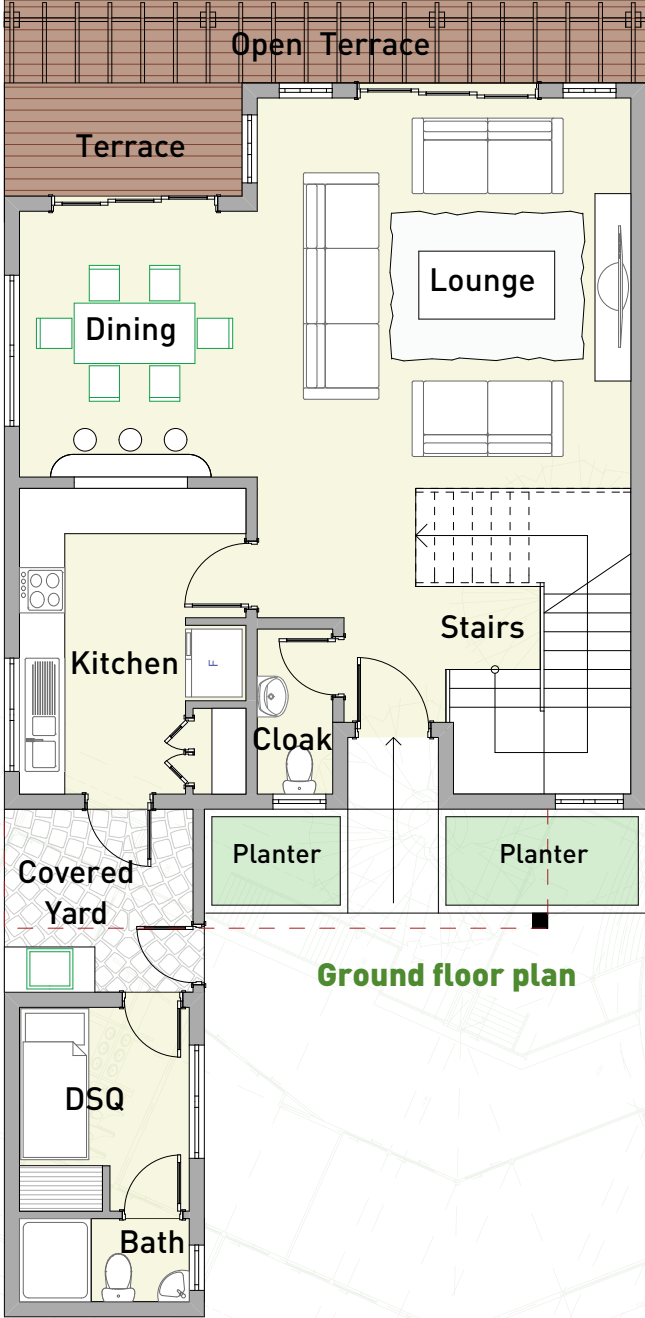 Open Terrace
Terrace
Lounge
Dining
Stairs
Kitchen
F
Cloak
Planter
Planter
Covered
Yard
Ground floor plan
DSQ
Bath